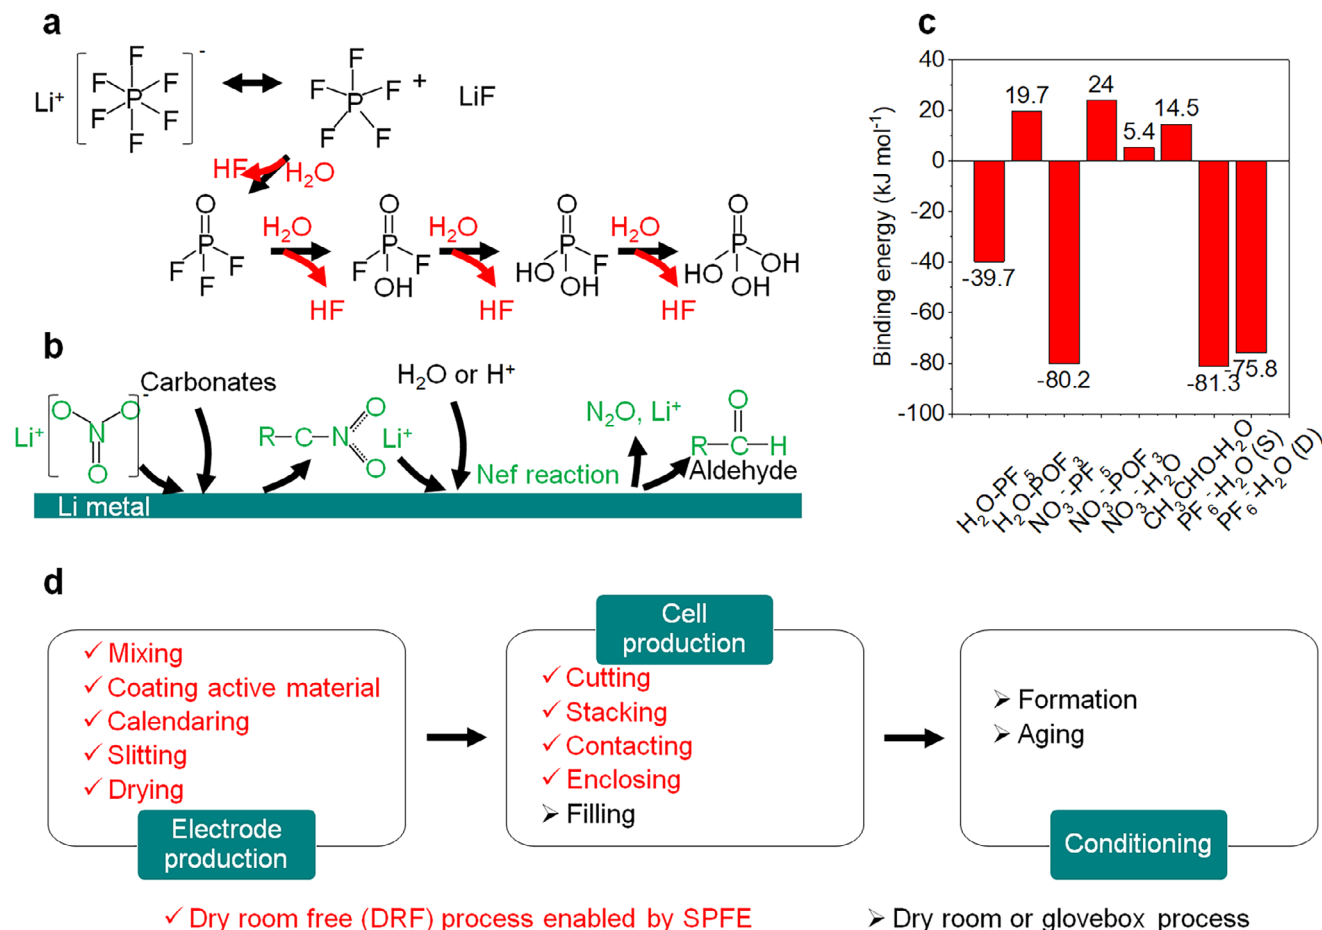 a
Li⁺ [ F F F P F F F ]⁻
F F F P F F + LiF
HF H₂O
O P F F F
H₂O
HF
O P F F OH
H₂O
HF
O P HO F OH
H₂O
HF
O P HO OH OH
b
Carbonates
Li⁺ [ O O N O ]⁻
R C N O O Li⁺
H₂O or H⁺
Nef reaction
N₂O, Li⁺
O R C H
Aldehyde
Li metal
c
Binding energy (kJ mol⁻¹)
40
20
0
-20
-40
-60
-80
-100
-39.7
19.7
-80.2
24
5.4
14.5
-81.3
-75.8
H₂O-PF₅
H₂O-POF₃
NO₃⁻-PF₅
NO₃⁻-POF₃
NO₃⁻-H₂O
CH₃CHO-H₂O
PF₆⁻-H₂O (S)
PF₆⁻-H₂O (D)
d
✓ Mixing
✓ Coating active material
✓ Calendaring
✓ Slitting
✓ Drying
Electrode
production
Cell
production
✓ Cutting
✓ Stacking
✓ Contacting
✓ Enclosing
➢ Filling
➢ Formation
➢ Aging
Conditioning
✓ Dry room free (DRF) process enabled by SPFE
➢ Dry room or glovebox process